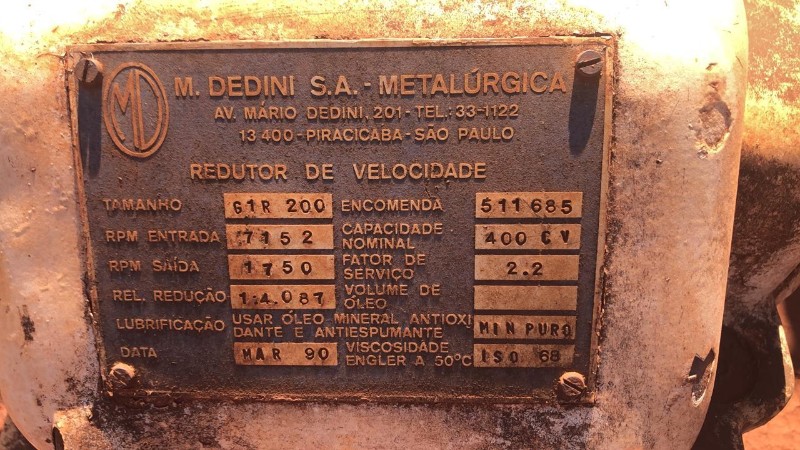 MD
M. DEDINI S.A. - METALÚRGICA
AV. MÁRIO DEDINI, 201 - TEL.: 33-1122
13 400 - PIRACICABA - SÃO PAULO
REDUTOR DE VELOCIDADE
TAMANHO G1R 200 ENCOMENDA 511685
RPM ENTRADA 7152 CAPACIDADE NOMINAL 400 CV
RPM SAÍDA 1750 FATOR DE SERVIÇO 2.2
REL. REDUÇÃO 1:4.087 VOLUME DE ÓLEO
LUBRIFICAÇÃO USAR ÓLEO MINERAL ANTIOXI
DANTE E ANTIESPUMANTE MIN PURO
DATA MAR 90 VISCOSIDADE ENGLER A 50°C ISO 68